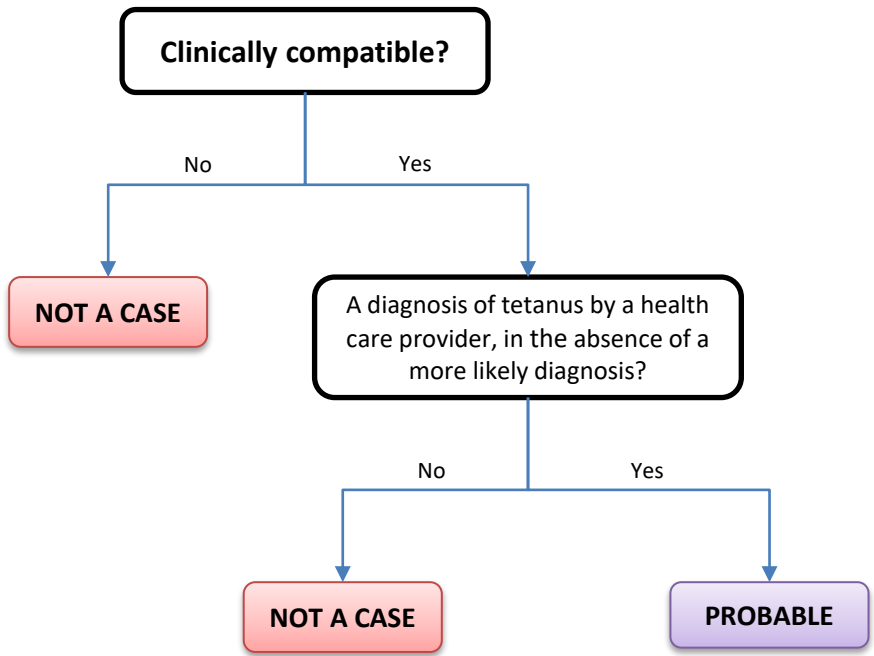 Clinically compatible?
No
Yes
NOT A CASE
A diagnosis of tetanus by a health
care provider, in the absence of a
more likely diagnosis?
No
Yes
NOT A CASE
PROBABLE